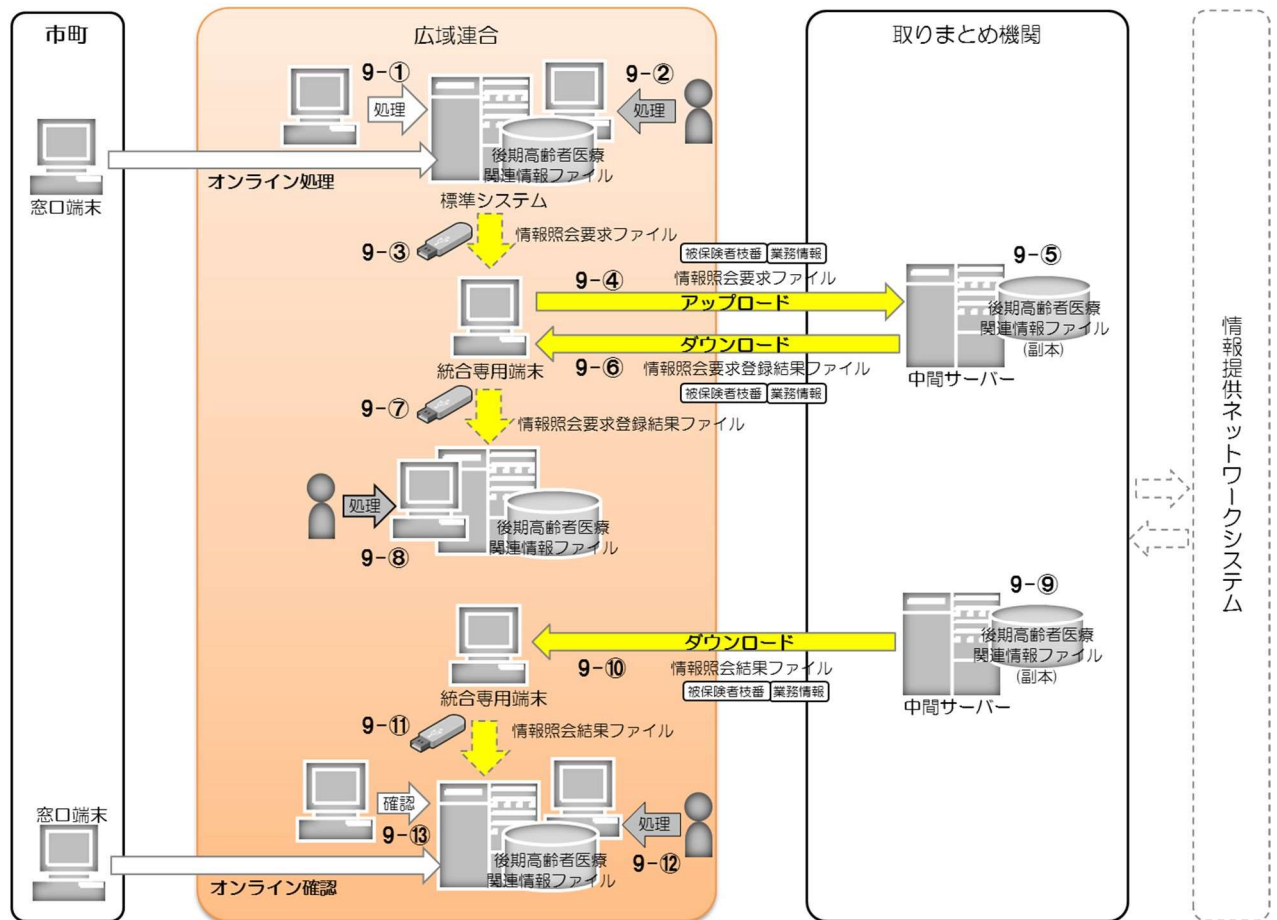 市町
広域連合
取りまとめ機関
9-①
9-②
処理
処理
後期高齢者医療
関連情報ファイル
オンライン処理
窓口端末
標準システム
9-③
情報照会要求ファイル
被保険者枝番 業務情報
9-④
情報照会要求ファイル
9-⑤
アップロード
後期高齢者医療
関連情報ファイル
(副本)
ダウンロード
統合専用端末
9-⑥
情報照会要求登録結果ファイル
中間サーバー
被保険者枝番 業務情報
9-⑦
情報照会要求登録結果ファイル
処理
後期高齢者医療
関連情報ファイル
9-⑧
情報提供ネットワークシステム
9-⑨
ダウンロード
後期高齢者医療
関連情報ファイル
(副本)
9-⑩
情報照会結果ファイル
統合専用端末
被保険者枝番 業務情報
中間サーバー
9-⑪
情報照会結果ファイル
窓口端末
確認
処理
9-⑬
9-⑫
後期高齢者医療
関連情報ファイル
オンライン確認